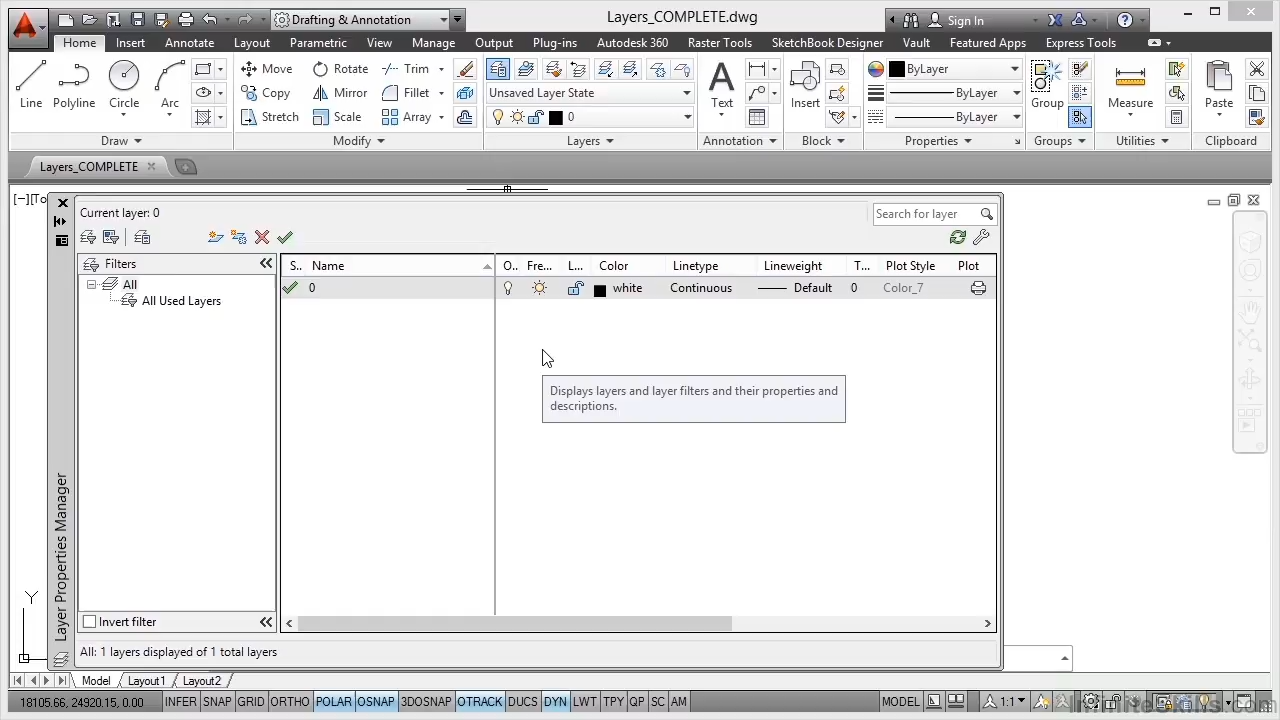 Drafting & Annotation
Layers_COMPLETE.dwg
Sign In
Home Insert Annotate Layout Parametric View Manage Output Plug-ins Autodesk 360 Raster Tools SketchBook Designer Vault Featured Apps Express Tools
Line Polyline Circle Arc
Move Rotate Trim
Copy Mirror Fillet
Stretch Scale Array
Unsaved Layer State
0
Text
Insert
ByLayer
ByLayer
ByLayer
Group
Measure
Paste
Draw Modify Layers Annotation Block Properties Groups Utilities Clipboard
Layers_COMPLETE
[−][To
Current layer: 0
Search for layer
Filters
All
All Used Layers
S.. Name O.. Fre... L... Color Linetype Lineweight T... Plot Style Plot
0 white Continuous Default 0 Color_7
Displays layers and layer filters and their properties and
descriptions.
Layer Properties Manager
Y
Invert filter
All: 1 layers displayed of 1 total layers
Model Layout1 Layout2
18105.66, 24920.15, 0.00 INFER SNAP GRID ORTHO POLAR OSNAP 3DOSNAP OTRACK DUCS DYN LWT TPY QP SC AM MODEL 1:1